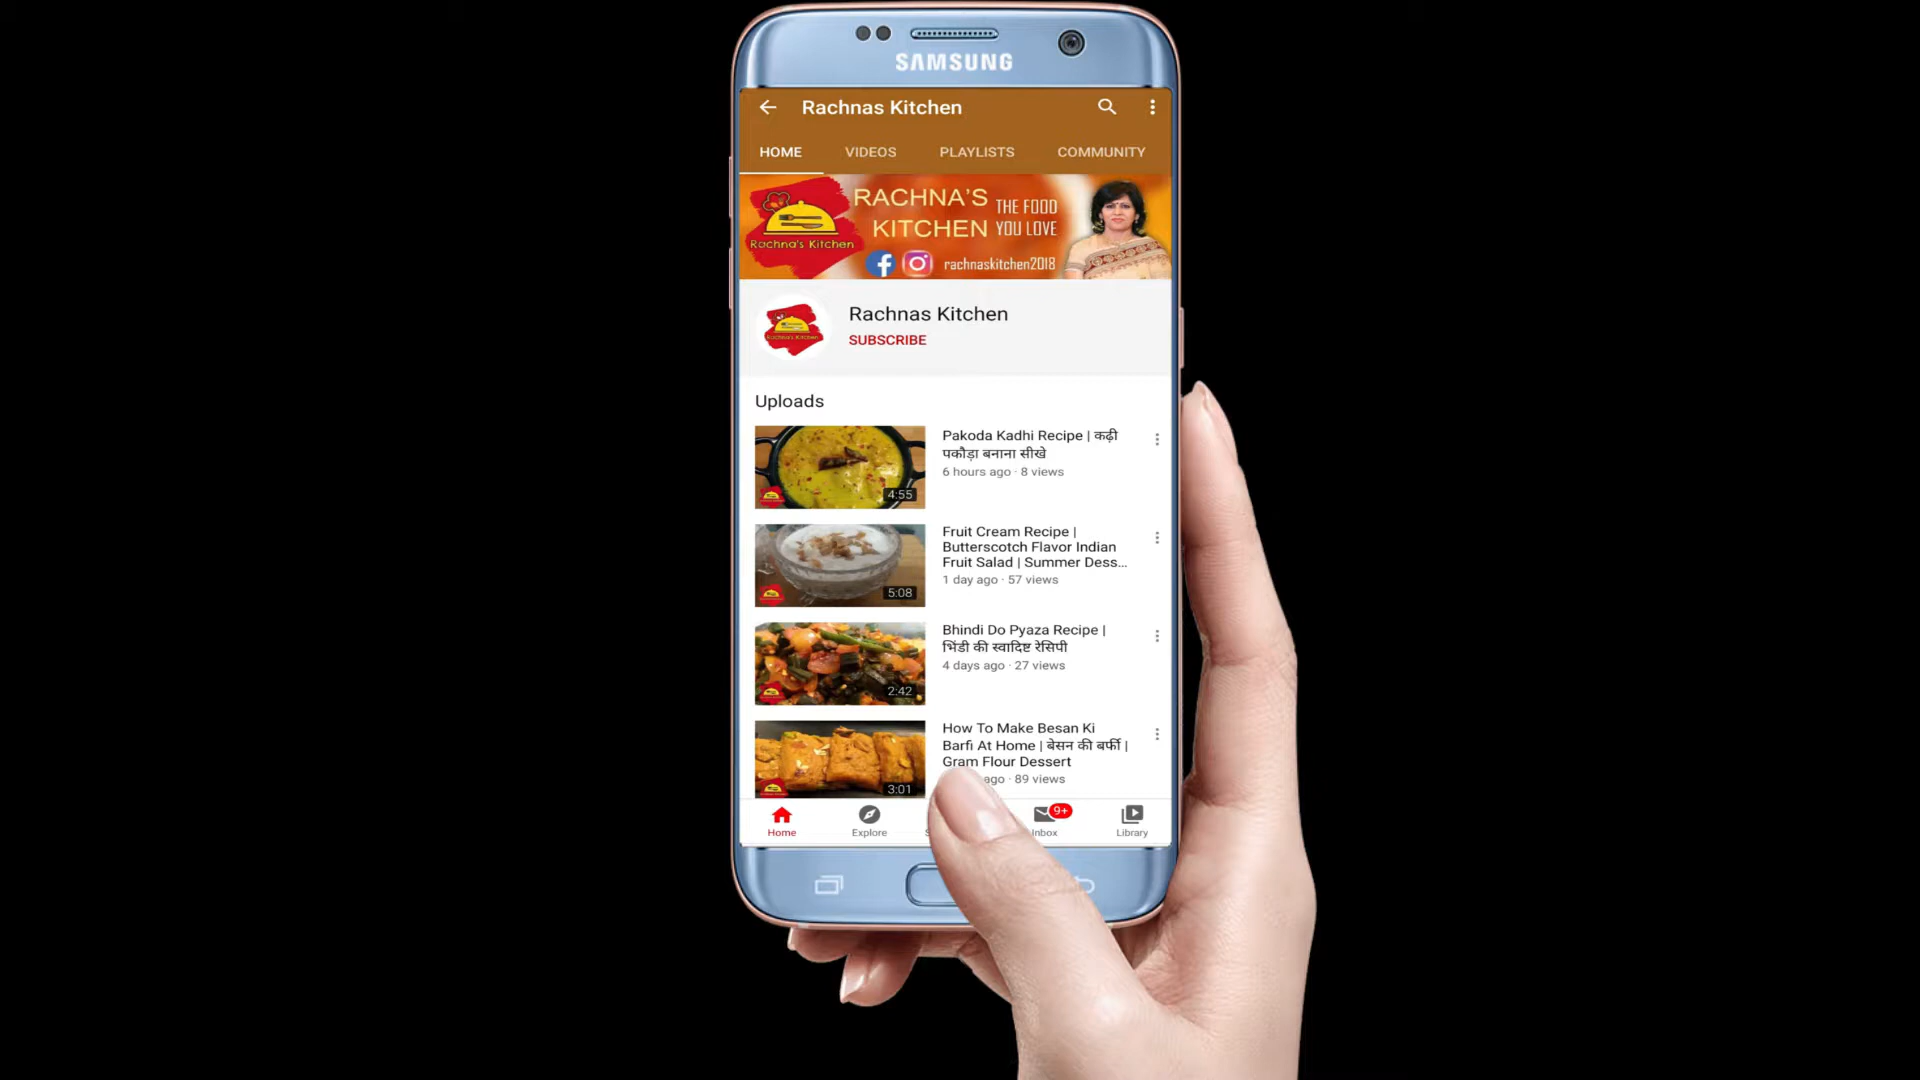 SAMSUNG
Rachnas Kitchen
HOME VIDEOS PLAYLISTS COMMUNITY
Rachna's Kitchen
RACHNA'S
KITCHEN
THE FOOD
YOU LOVE
rachnaskitchen2018
Rachnas Kitchen
SUBSCRIBE
Uploads
Pakoda Kadhi Recipe | कढ़ी
पकौड़ा बनाना सीखे
6 hours ago · 8 views
4:55
Fruit Cream Recipe |
Butterscotch Flavor Indian
Fruit Salad | Summer Dess...
1 day ago · 57 views
5:08
Bhindi Do Pyaza Recipe |
भिंडी की स्वादिष्ट रेसिपी
4 days ago · 27 views
2:42
How To Make Besan Ki
Barfi At Home | बेसन की बर्फी |
Gram Flour Dessert
ago · 89 views
3:01
9+
Home Explore Inbox Library